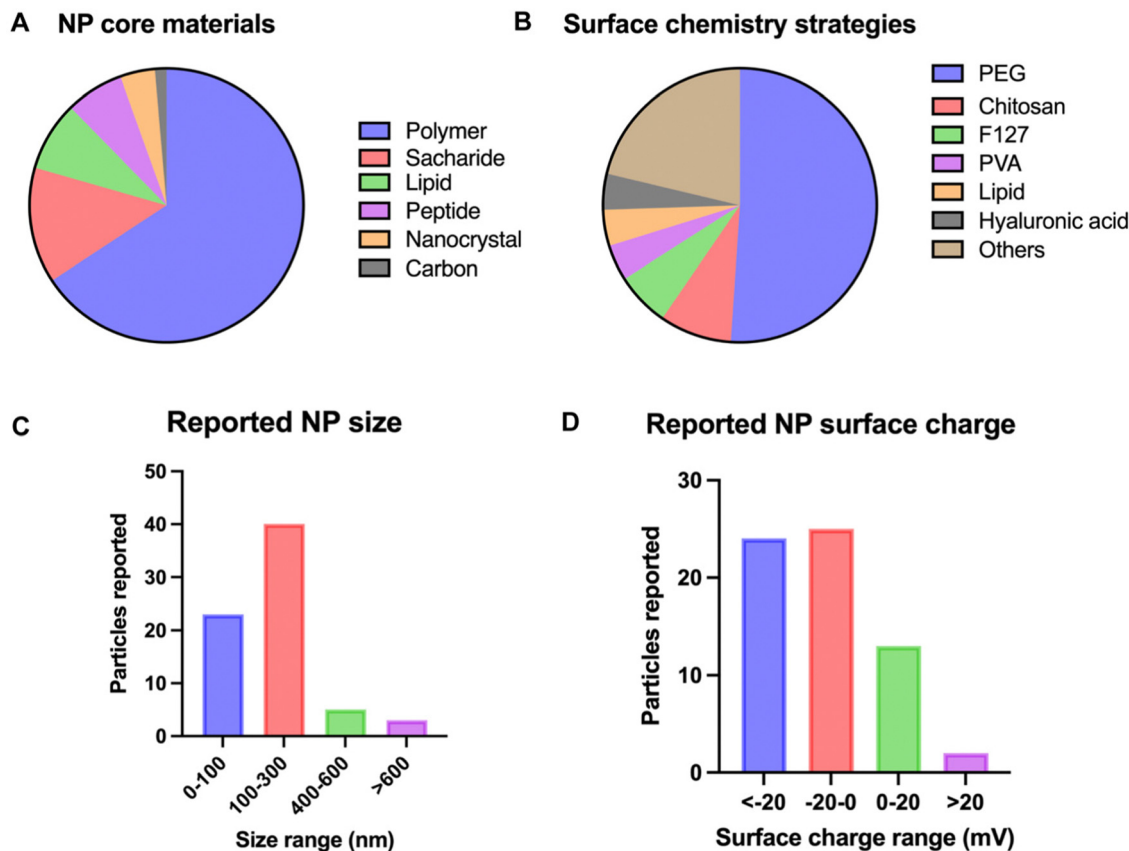 A NP core materials
Polymer
Sacharide
Lipid
Peptide
Nanocrystal
Carbon
B Surface chemistry strategies
PEG
Chitosan
F127
PVA
Lipid
Hyaluronic acid
Others
C Reported NP size
Particles reported
50
40
30
20
10
0
0-100
100-300
400-600
>600
Size range (nm)
D Reported NP surface charge
Particles reported
30
20
10
0
<-20
-20-0
0-20
>20
Surface charge range (mV)